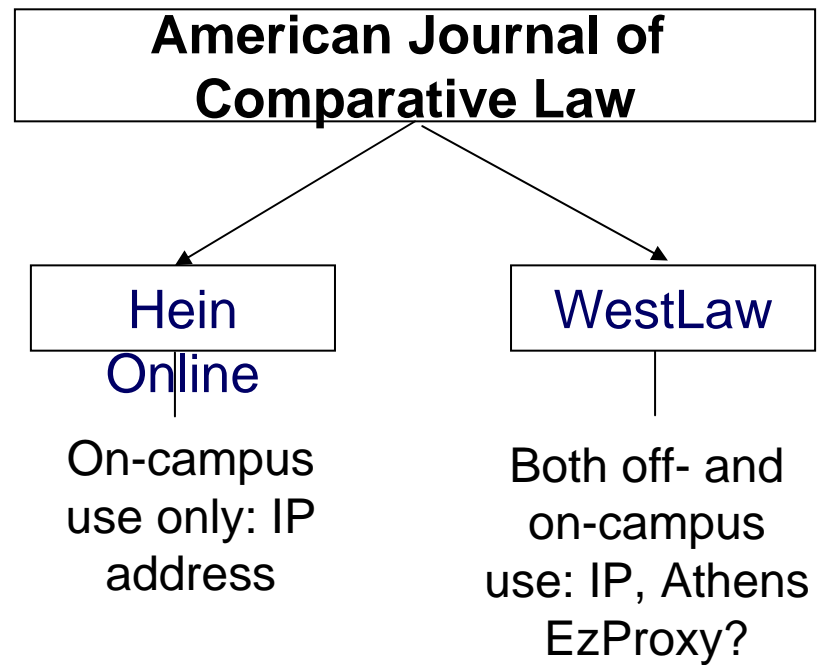 American Journal of
Comparative Law
Hein
Online
On-campus
use only: IP
address
WestLaw
Both off- and
on-campus
use: IP, Athens
EzProxy?